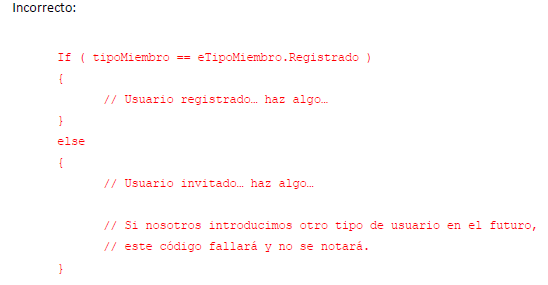 Incorrecto:
If ( tipoMiembro == eTipoMiembro.Registrado )
{
// Usuario registrado… haz algo…
}
else
{
// Usuario invitado… haz algo…
// Si nosotros introducimos otro tipo de usuario en el futuro,
// este código fallará y no se notará.
}